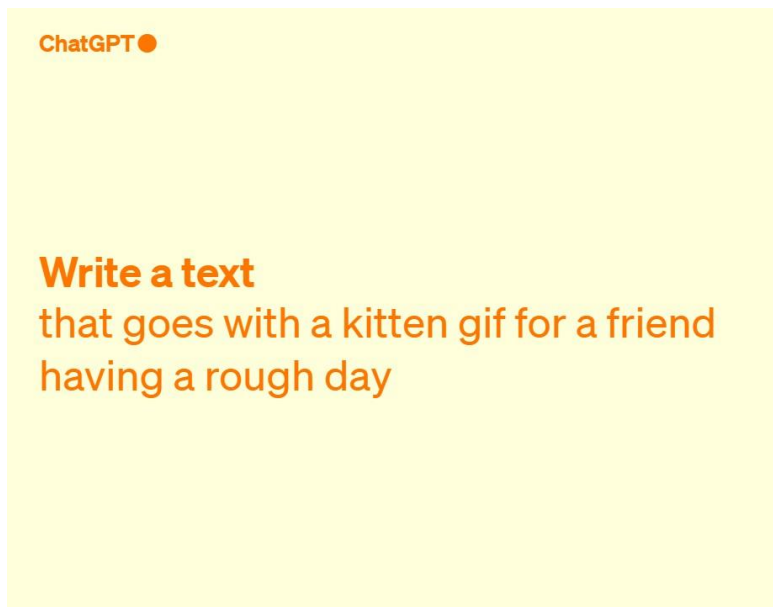 ChatGPT
Write a text
that goes with a kitten gif for a friend
having a rough day